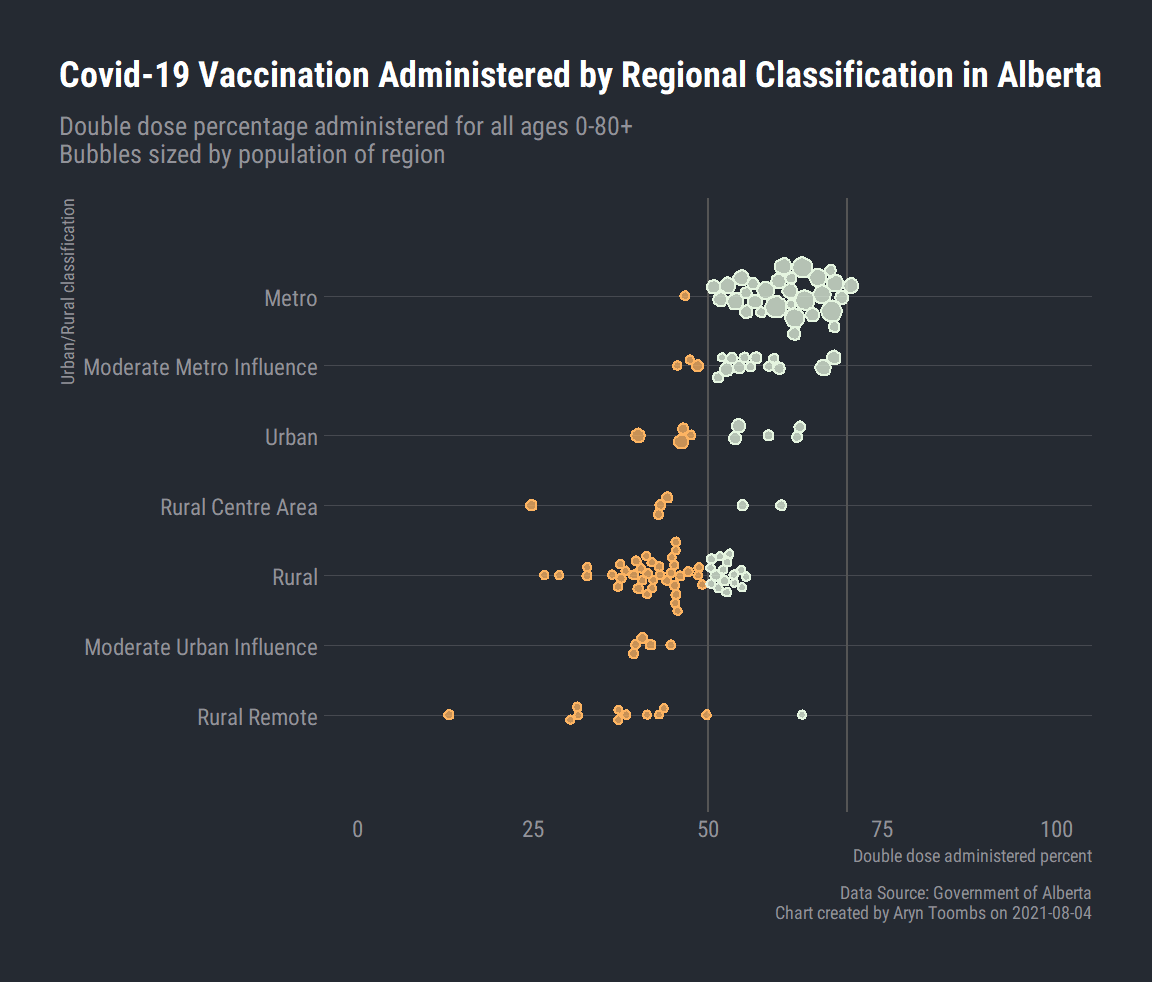 Covid-19 Vaccination Administered by Regional Classification in Alberta
Double dose percentage administered for all ages 0-80+
Bubbles sized by population of region
Urban/Rural classification
Metro
Moderate Metro Influence
Urban
Rural Centre Area
Rural
Moderate Urban Influence
Rural Remote
0 25 50 75 100
Double dose administered percent
Data Source: Government of Alberta
Chart created by Aryn Toombs on 2021-08-04